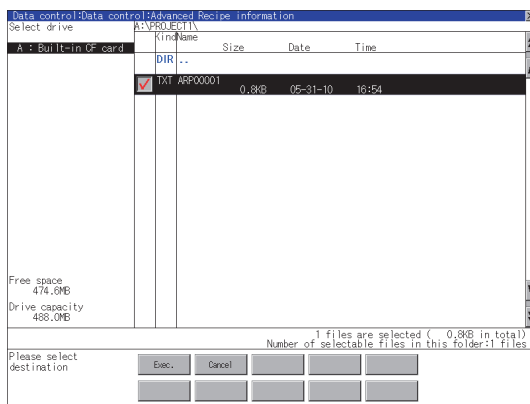 Data control:Data control:Advanced Recipe information
Select drive
A:\PROJECT1\
Kind Name
Size Date Time
A : Built-in CF card
DIR ..
TXT ARP00001
0.8KB 05-31-10 16:54
Free space
474.6MB
Drive capacity
488.0MB
1 files are selected ( 0.8KB in total)
Number of selectable files in this folder:1 files
Please select
destination
Exec. Cancel